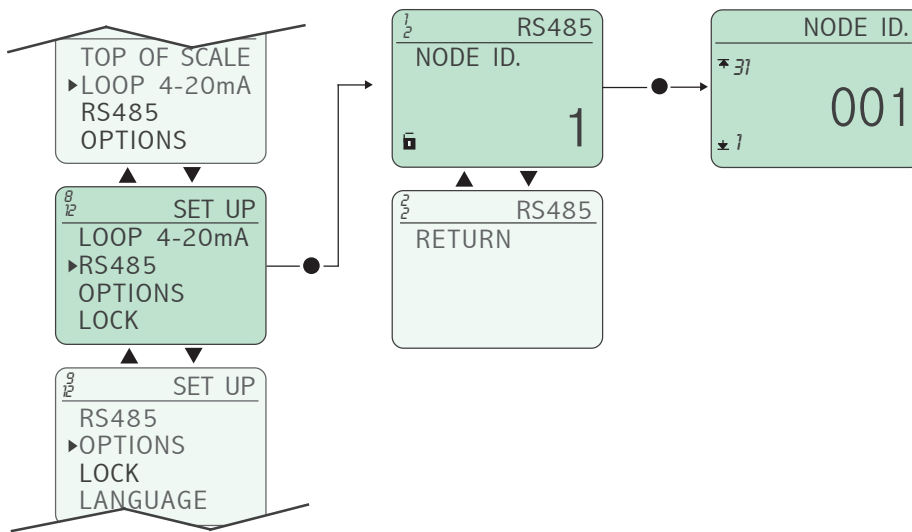 TOP OF SCALE
▶LOOP 4-20mA
RS485
OPTIONS
8/12 SET UP
LOOP 4-20mA
▶RS485
OPTIONS
LOCK
9/12 SET UP
RS485
▶OPTIONS
LOCK
LANGUAGE
1/2 RS485
NODE ID.
1
2/2 RS485
RETURN
NODE ID.
31
001
1